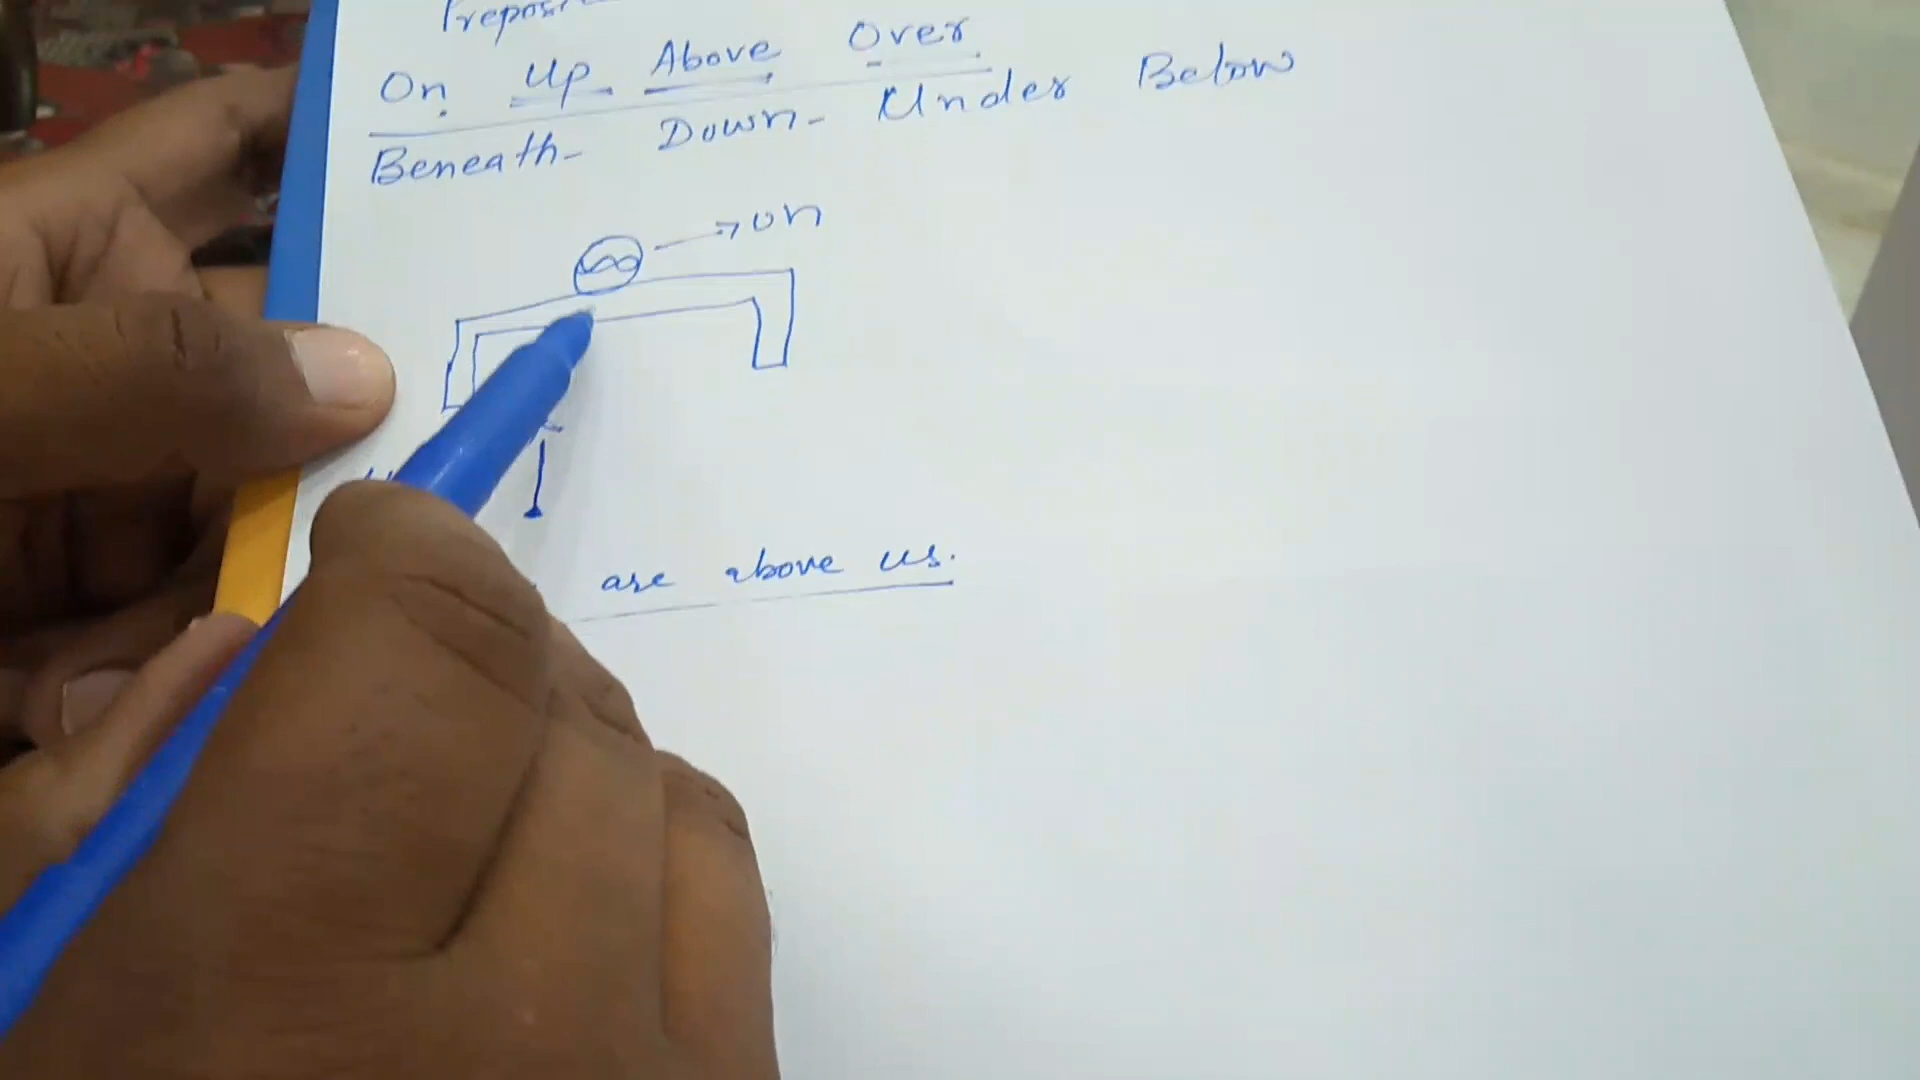 On Up Above Over
Beneath- Down- Under Below
→ on
are above us.